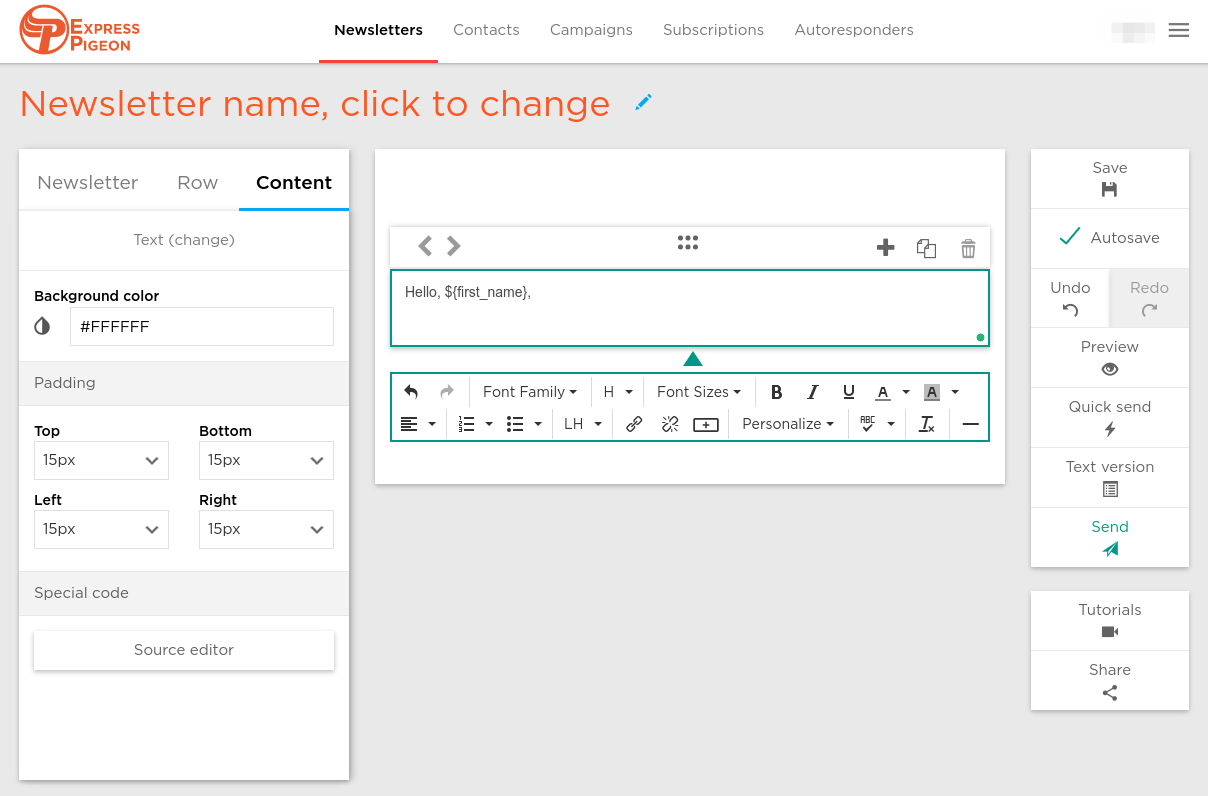 EXPRESS
PIGEON
Newsletters Contacts Campaigns Subscriptions Autoresponders
Newsletter name, click to change
Newsletter Row Content
Text (change)
Background color
#FFFFFF
Padding
Top Bottom
15px 15px
Left Right
15px 15px
Special code
Source editor
Hello, ${first_name},
Font Family H Font Sizes B I U A A
LH Personalize ABC
Save
Autosave
Undo Redo
Preview
Quick send
Text version
Send
Tutorials
Share